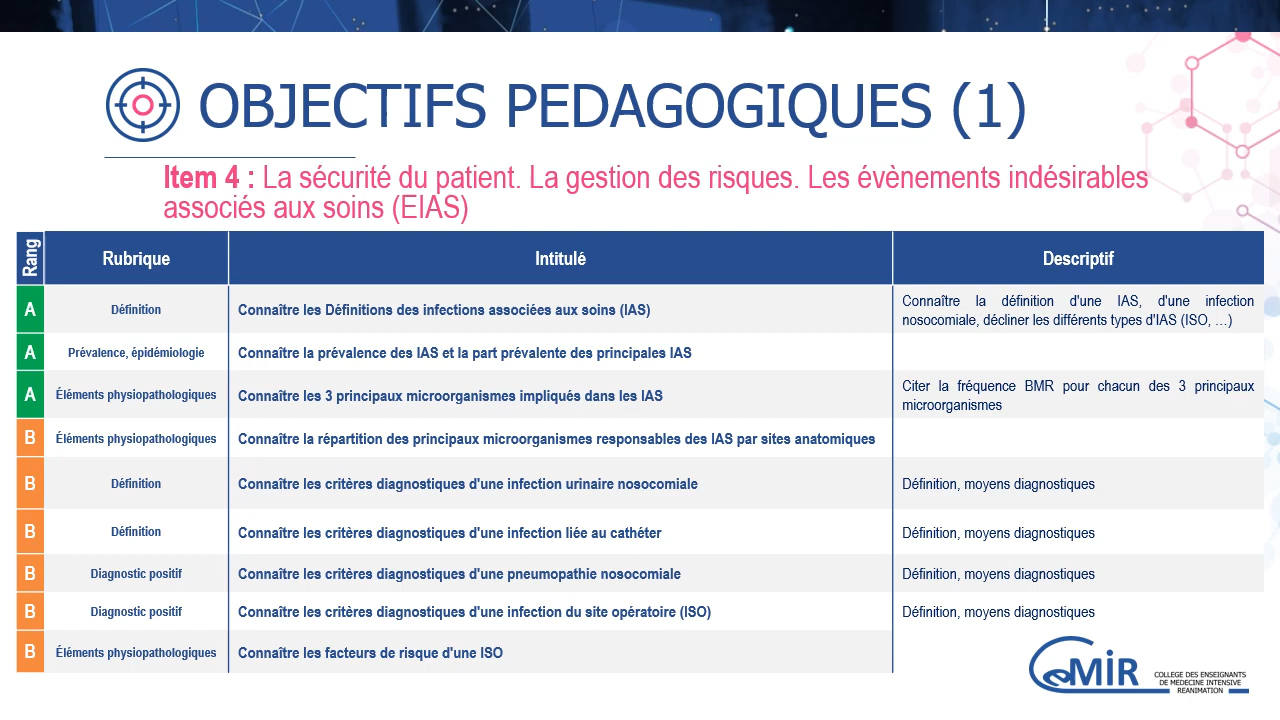 OBJECTIFS PEDAGOGIQUES (1)
Item 4 : La sécurité du patient. La gestion des risques. Les évènements indésirables
associés aux soins (EIAS)
Rang Rubrique Intitulé Descriptif
A Définition Connaître les Définitions des infections associées aux soins (IAS) Connaître la définition d'une IAS, d'une infection
nosocomiale, décliner les différents types d'IAS (ISO, …)
A Prévalence, épidémiologie Connaître la prévalence des IAS et la part prévalente des principales IAS
A Éléments physiopathologiques Connaître les 3 principaux microorganismes impliqués dans les IAS Citer la fréquence BMR pour chacun des 3 principaux
microorganismes
B Éléments physiopathologiques Connaître la répartition des principaux microorganismes responsables des IAS par sites anatomiques
B Définition Connaître les critères diagnostiques d'une infection urinaire nosocomiale Définition, moyens diagnostiques
B Définition Connaître les critères diagnostiques d'une infection liée au cathéter Définition, moyens diagnostiques
B Diagnostic positif Connaître les critères diagnostiques d'une pneumopathie nosocomiale Définition, moyens diagnostiques
B Diagnostic positif Connaître les critères diagnostiques d'une infection du site opératoire (ISO) Définition, moyens diagnostiques
B Éléments physiopathologiques Connaître les facteurs de risque d'une ISO
CeMIR
COLLEGE DES ENSEIGNANTS
DE MEDECINE INTENSIVE
REANIMATION